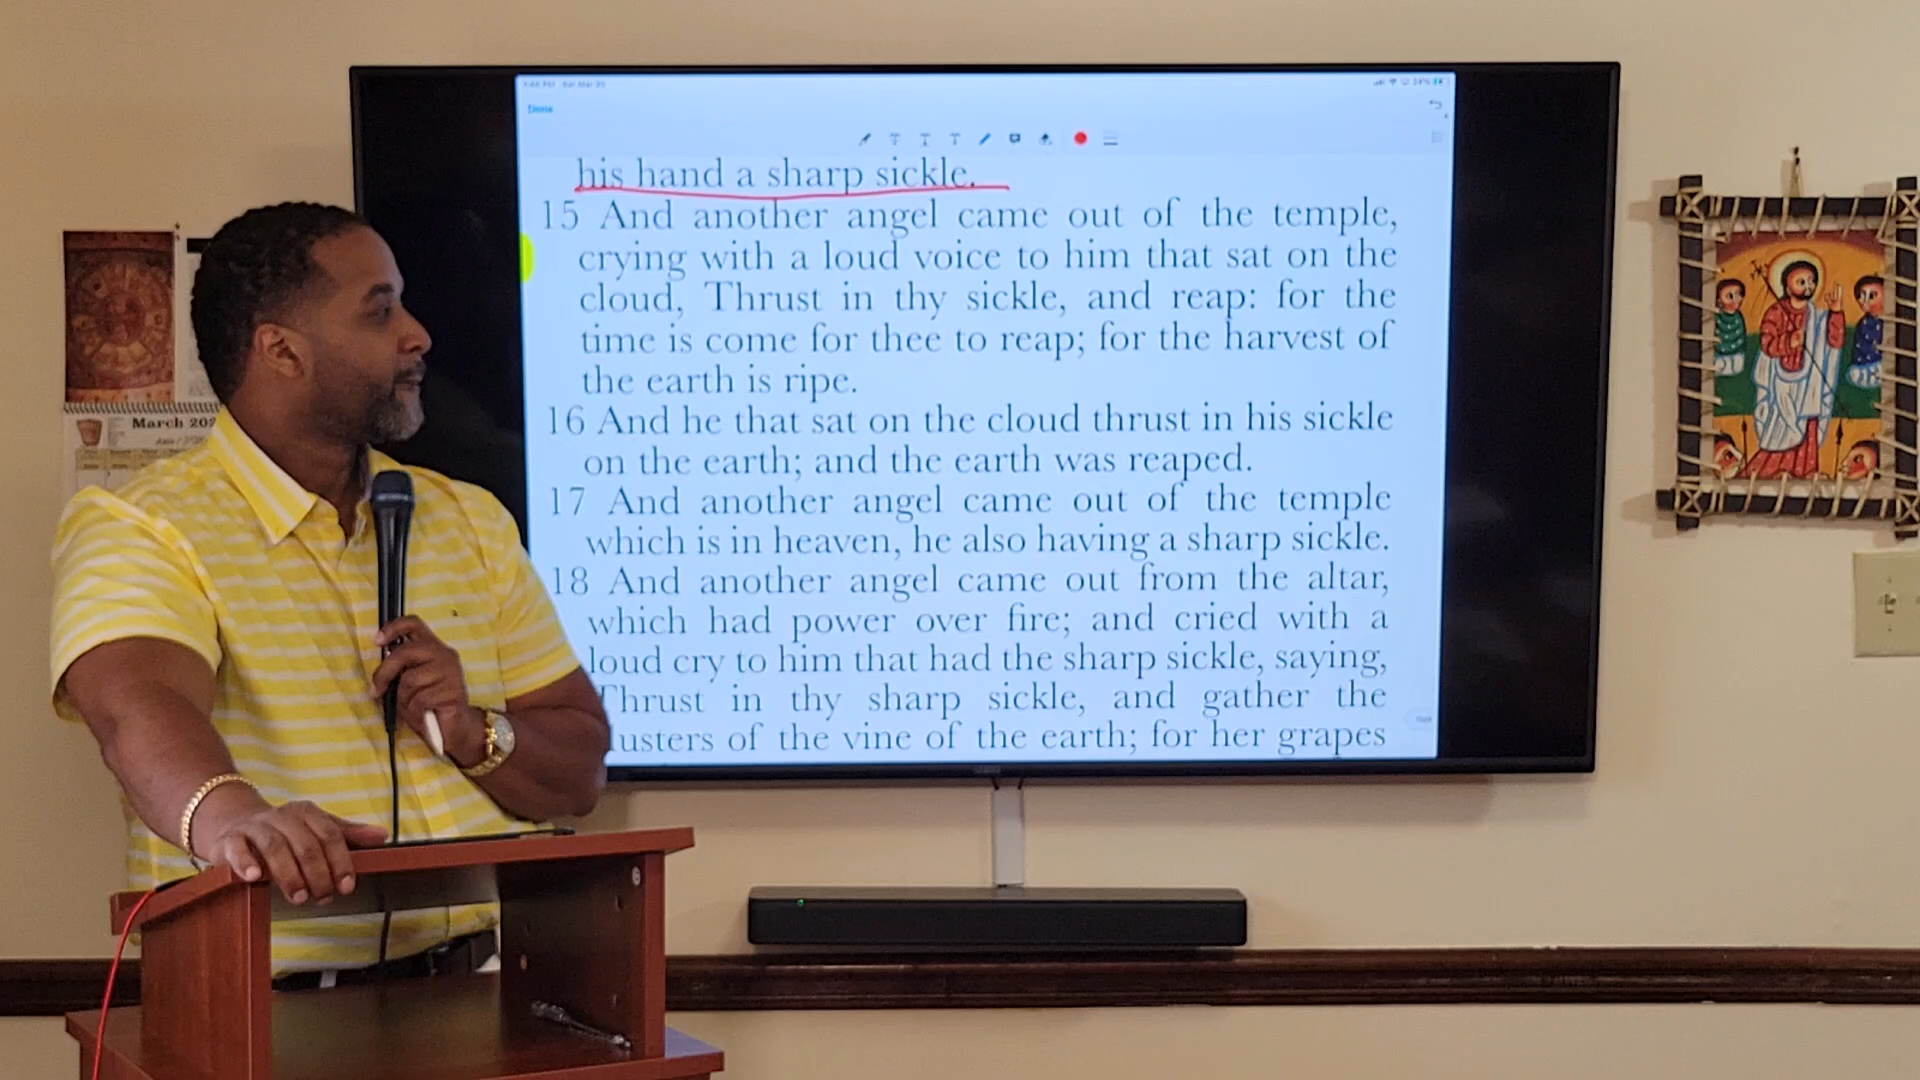 Done
his hand a sharp sickle.
15 And another angel came out of the temple,
crying with a loud voice to him that sat on the
cloud, Thrust in thy sickle, and reap: for the
time is come for thee to reap; for the harvest of
the earth is ripe.
16 And he that sat on the cloud thrust in his sickle
on the earth; and the earth was reaped.
17 And another angel came out of the temple
which is in heaven, he also having a sharp sickle.
18 And another angel came out from the altar,
which had power over fire; and cried with a
loud cry to him that had the sharp sickle, saying,
Thrust in thy sharp sickle, and gather the
lusters of the vine of the earth; for her grapes
March 202